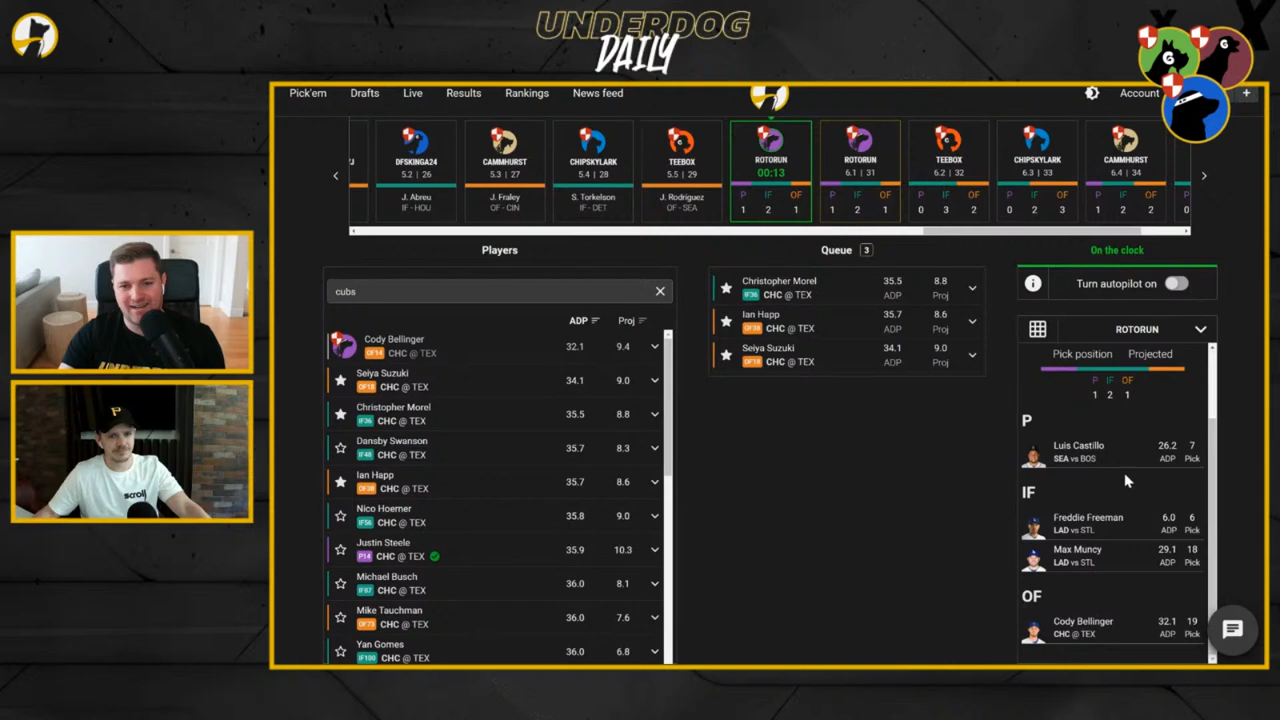 UNDERDOG
DAILY
Pick'em Drafts Live Results Rankings News feed Account +
DFSKINGA24
5.2 | 26
J. Abreu
IF - HOU
CAMMHURST
5.3 | 27
J. Fraley
OF - CIN
CHIPSKYLARK
5.4 | 28
S. Torkelson
IF - DET
TEEBOX
5.5 | 29
J. Rodriguez
OF - SEA
ROTORUN
00:13
P IF OF
1 2 1
ROTORUN
6.1 | 31
P IF OF
1 2 1
TEEBOX
6.2 | 32
P IF OF
0 3 2
CHIPSKYLARK
6.3 | 33
P IF OF
0 2 3
CAMMHURST
6.4 | 34
P IF OF
1 2 2
P
0
Players
cubs
ADP Proj
Cody Bellinger
OF14 CHC @ TEX
32.1 9.4
Seiya Suzuki
OF18 CHC @ TEX
34.1 9.0
Christopher Morel
IF36 CHC @ TEX
35.5 8.8
Dansby Swanson
IF48 CHC @ TEX
35.7 8.3
Ian Happ
OF38 CHC @ TEX
35.7 8.6
Nico Hoerner
IF56 CHC @ TEX
35.8 9.0
Justin Steele
P14 CHC @ TEX
35.9 10.3
Michael Busch
IF87 CHC @ TEX
36.0 8.1
Mike Tauchman
OF73 CHC @ TEX
36.0 7.6
Yan Gomes
IF100 CHC @ TEX
36.0 6.8
Queue 3
Christopher Morel
IF36 CHC @ TEX
35.5 8.8
ADP Proj
Ian Happ
OF38 CHC @ TEX
35.7 8.6
ADP Proj
Seiya Suzuki
OF18 CHC @ TEX
34.1 9.0
ADP Proj
On the clock
Turn autopilot on
ROTORUN
Pick position Projected
P IF OF
1 2 1
P
Luis Castillo
SEA vs BOS
26.2 7
ADP Pick
IF
Freddie Freeman
LAD vs STL
6.0 6
ADP Pick
Max Muncy
LAD vs STL
29.1 18
ADP Pick
OF
Cody Bellinger
CHC @ TEX
32.1 19
ADP Pick
P
scroll